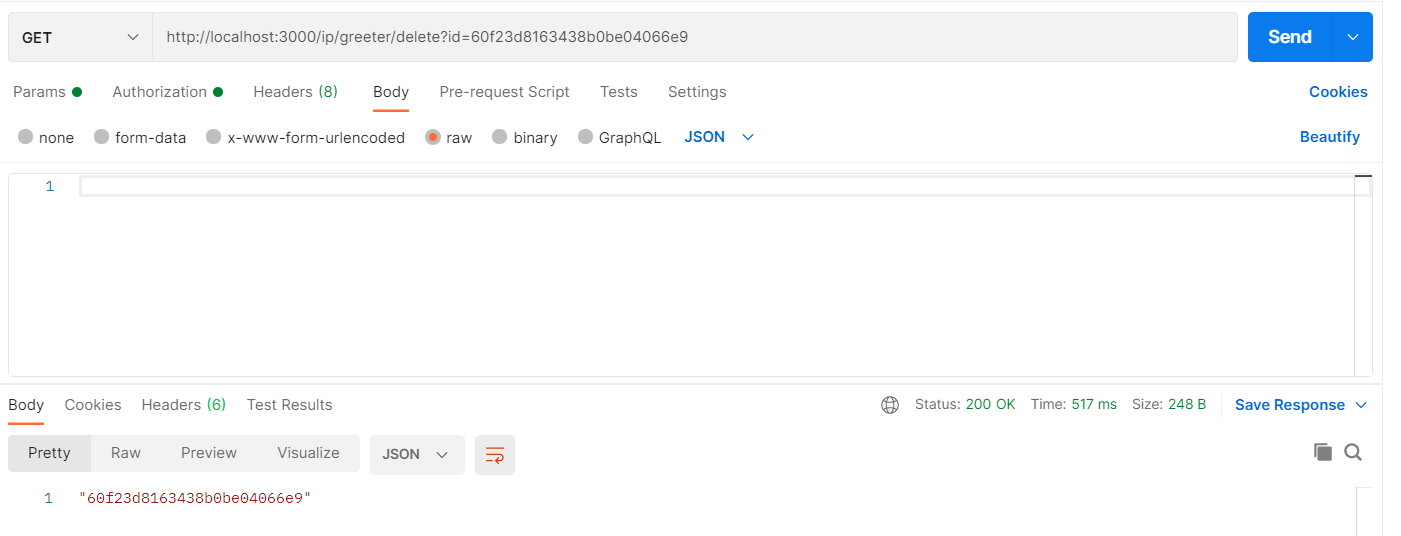 GET http://localhost:3000/ip/greeter/delete?id=60f23d8163438b0be04066e9 Send
Params Authorization Headers (8) Body Pre-request Script Tests Settings Cookies
none form-data x-www-form-urlencoded raw binary GraphQL JSON Beautify
1
Body Cookies Headers (6) Test Results Status: 200 OK Time: 517 ms Size: 248 B Save Response
Pretty Raw Preview Visualize JSON
1 "60f23d8163438b0be04066e9"